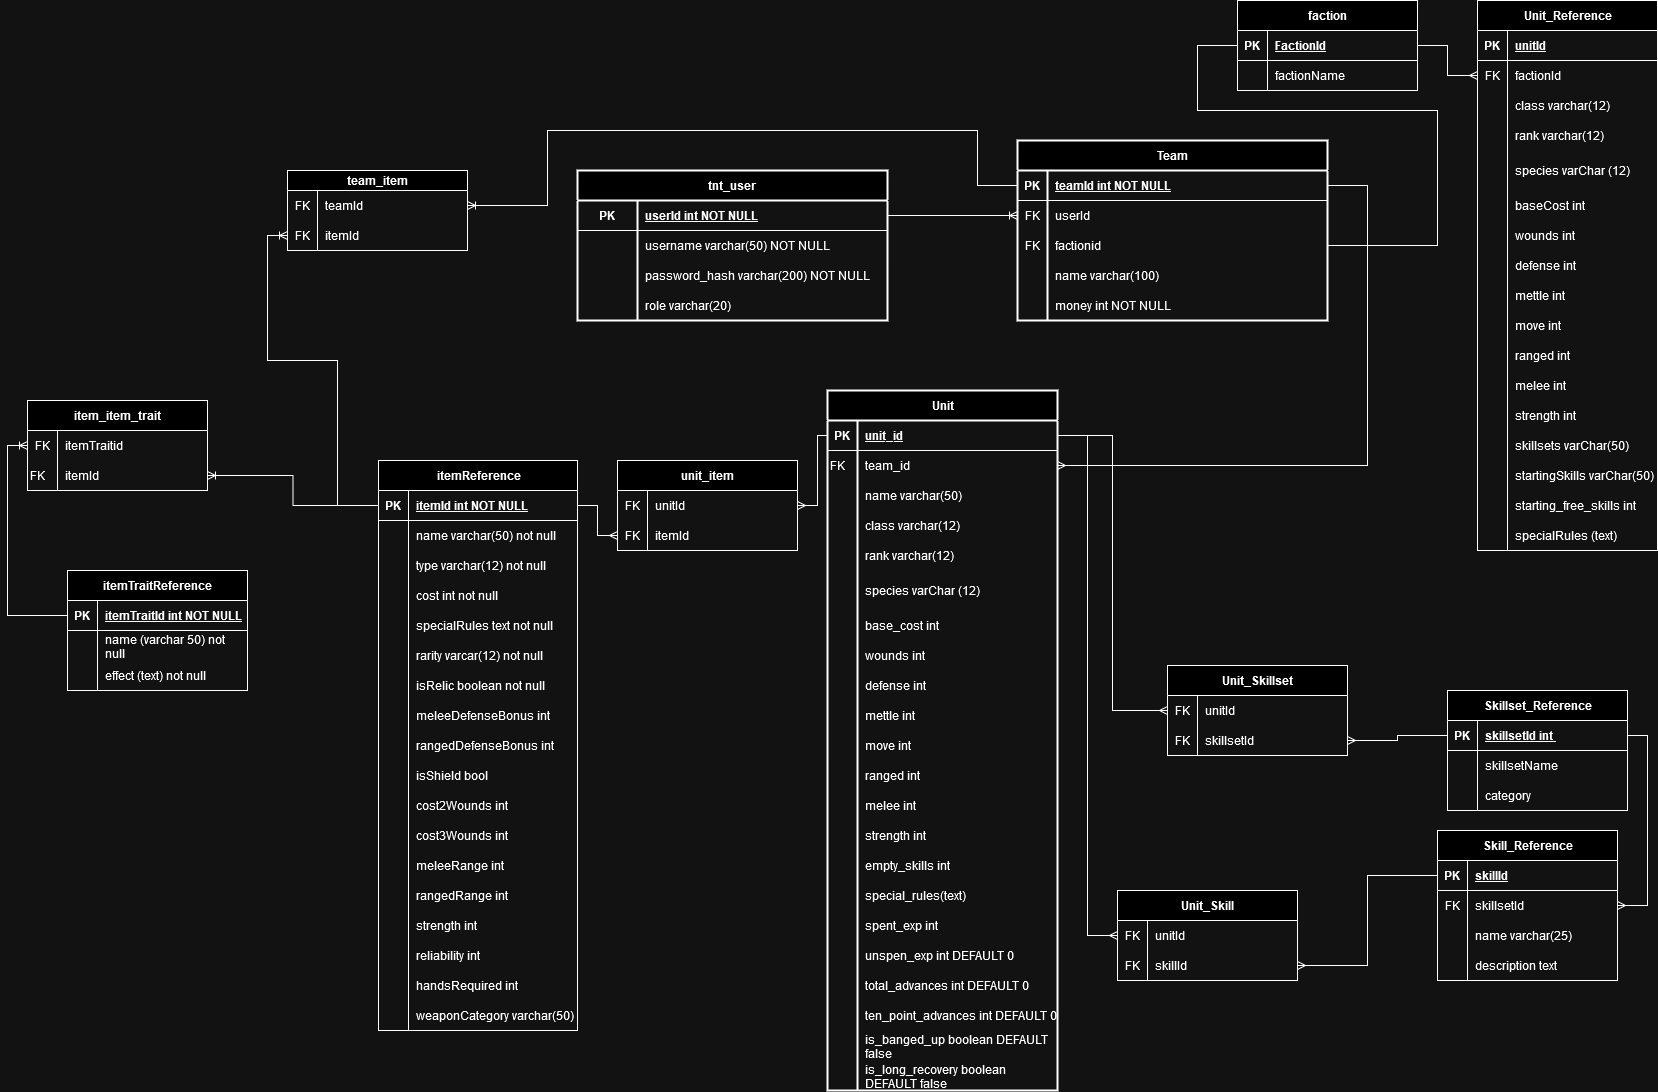 faction
PK FactionId
factionName
Unit_Reference
PK unitId
FK factionId
class varchar(12)
rank varchar(12)
species varChar (12)
baseCost int
wounds int
defense int
mettle int
move int
ranged int
melee int
strength int
skillsets varChar(50)
startingSkills varChar(50)
starting_free_skills int
specialRules (text)
Team
PK teamId int NOT NULL
FK userId
FK factionid
name varchar(100)
money int NOT NULL
tnt_user
PK userId int NOT NULL
username varchar(50) NOT NULL
password_hash varchar(200) NOT NULL
role varchar(20)
team_item
FK teamId
FK itemId
item_item_trait
FK itemTraitid
FK itemId
itemTraitReference
PK itemTraitId int NOT NULL
name (varchar 50) not
null
effect (text) not null
itemReference
PK itemId int NOT NULL
name varchar(50) not null
type varchar(12) not null
cost int not null
specialRules text not null
rarity varcar(12) not null
isRelic boolean not null
meleeDefenseBonus int
rangedDefenseBonus int
isShield bool
cost2Wounds int
cost3Wounds int
meleeRange int
rangedRange int
strength int
reliability int
handsRequired int
weaponCategory varchar(50)
unit_item
FK unitId
FK itemId
Unit
PK unit_id
FK team_id
name varchar(50)
class varchar(12)
rank varchar(12)
species varChar (12)
base_cost int
wounds int
defense int
mettle int
move int
ranged int
melee int
strength int
empty_skills int
special_rules(text)
spent_exp int
unspen_exp int DEFAULT 0
total_advances int DEFAULT 0
ten_point_advances int DEFAULT 0
is_banged_up boolean DEFAULT
false
is_long_recovery boolean
DEFAULT false
Unit_Skillset
FK unitId
FK skillsetId
Skillset_Reference
PK skillsetId int
skillsetName
category
Skill_Reference
PK skillId
FK skillsetId
name varchar(25)
description text
Unit_Skill
FK unitId
FK skillId